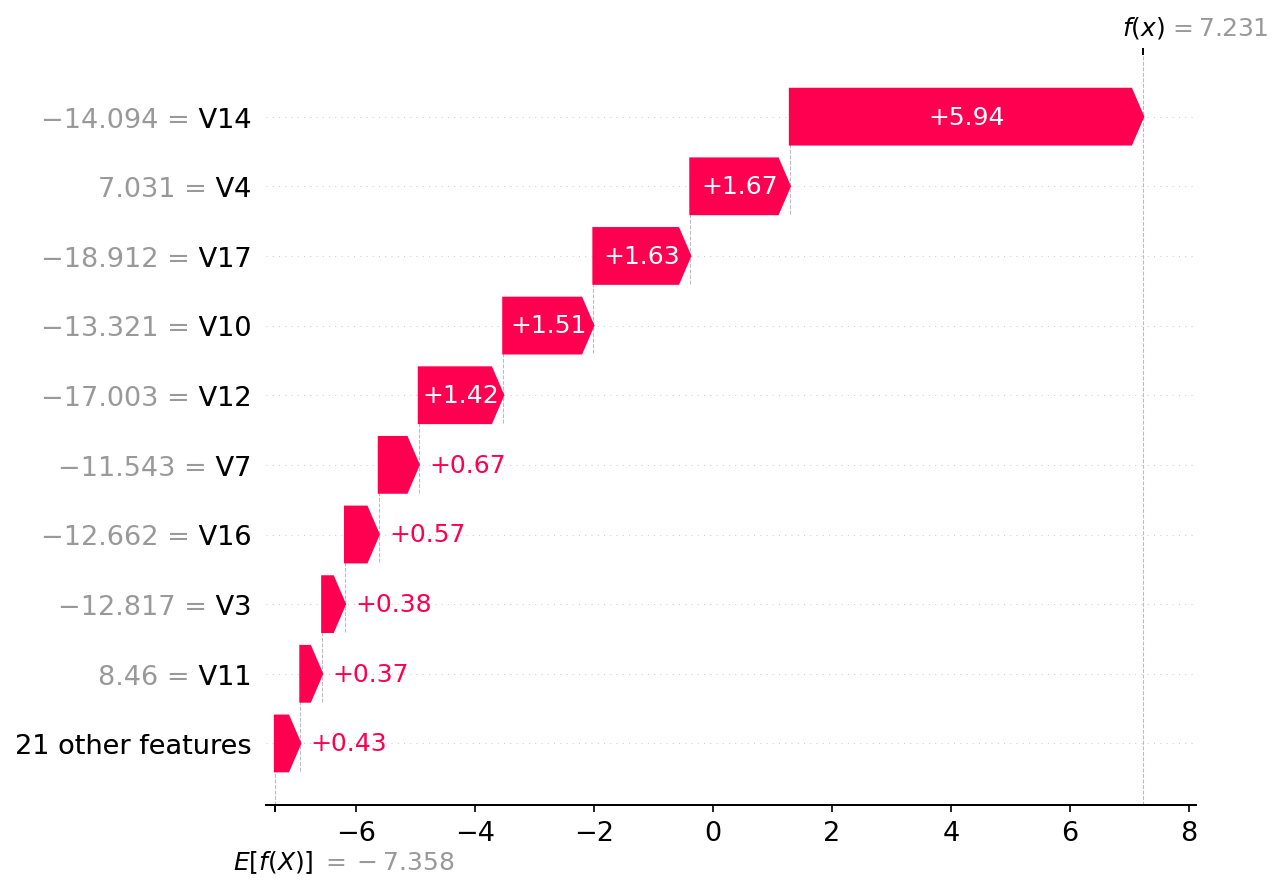 f(x) = 7.231
−14.094 = V14 +5.94
7.031 = V4 +1.67
−18.912 = V17 +1.63
−13.321 = V10 +1.51
−17.003 = V12 +1.42
−11.543 = V7 +0.67
−12.662 = V16 +0.57
−12.817 = V3 +0.38
8.46 = V11 +0.37
21 other features +0.43
−6 −4 −2 0 2 4 6 8
E[f(X)] = −7.358